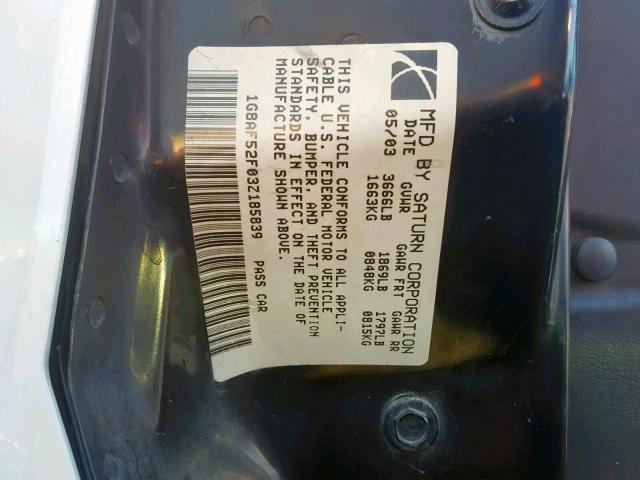 MFD BY SATURN CORPORATION
DATE GVWR GAWR FRT GAWR RR
05/03 3666LB 1869LB 1797LB
1663KG 0848KG 0815KG
THIS VEHICLE CONFORMS TO ALL APPLI-
CABLE U.S. FEDERAL MOTOR VEHICLE
SAFETY, BUMPER, AND THEFT PREVENTION
STANDARDS IN EFFECT ON THE DATE OF
MANUFACTURE SHOWN ABOVE.
1G8AF52F03Z185839 PASS CAR